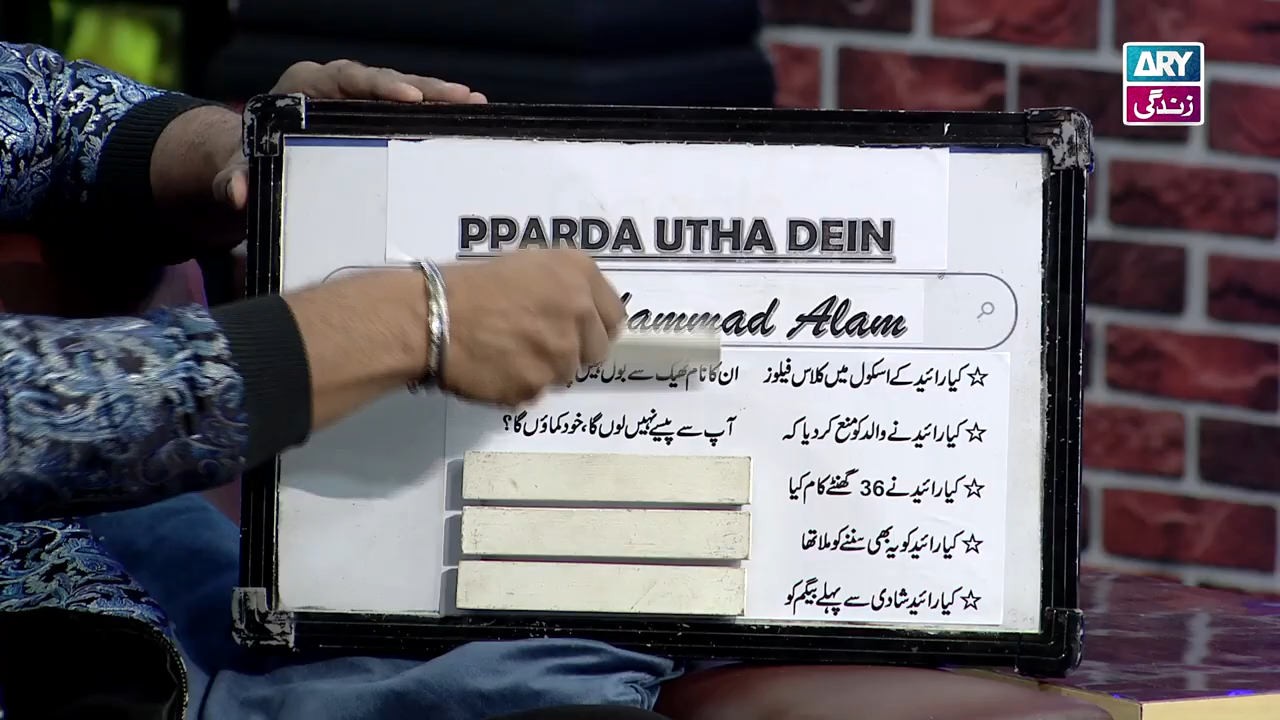 ARY
زندگی
PPARDA UTHA DEIN
ammad Alam
☆ کیا رائید کے اسکول میں کلاس فیلوز ان کا نام ٹھیک سے بول نہیں
☆ کیا رائید نے والد کو منع کر دیا کہ آپ سے پیسے نہیں لوں گا، خود کماؤں گا؟
☆ کیا رائید نے 36 گھنٹے کام کیا
☆ کیا رائید کو یہ بھی سننے کو ملا تھا
☆ کیا رائید شادی سے پہلے بیگم کو